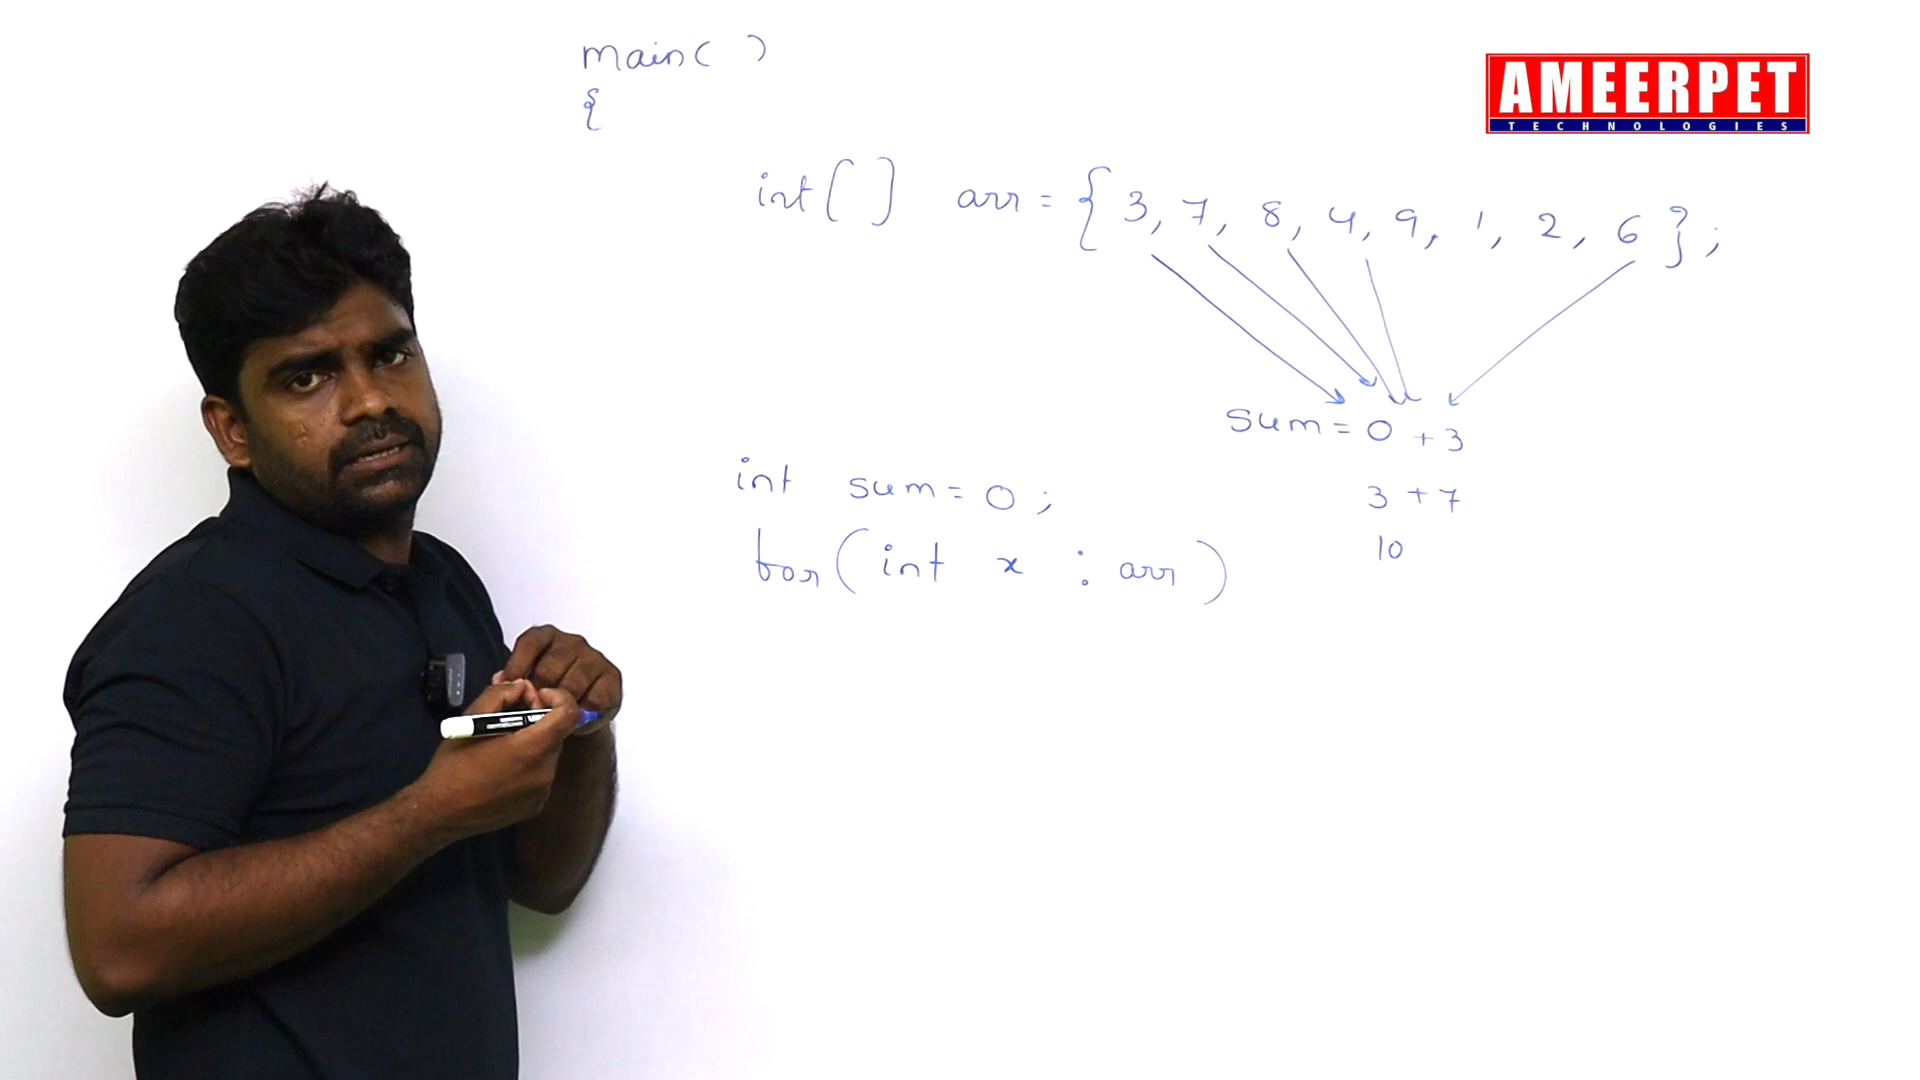 main( )
{
AMEERPET
TECHNOLOGIES
int[ ] arr = { 3, 7, 8, 4, 9, 1, 2, 6 };
sum = 0 + 3
3 + 7
10
int sum = 0 ;
for( int x : arr )